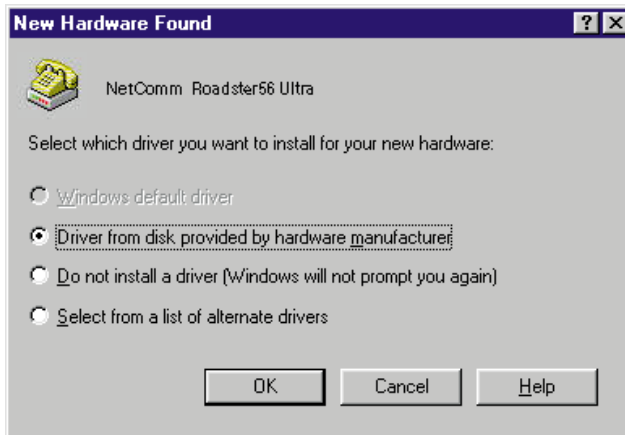 New Hardware Found
NetComm Roadster56 Ultra
Select which driver you want to install for your new hardware:
Windows default driver
Driver from disk provided by hardware manufacturer
Do not install a driver (Windows will not prompt you again)
Select from a list of alternate drivers
OK Cancel Help